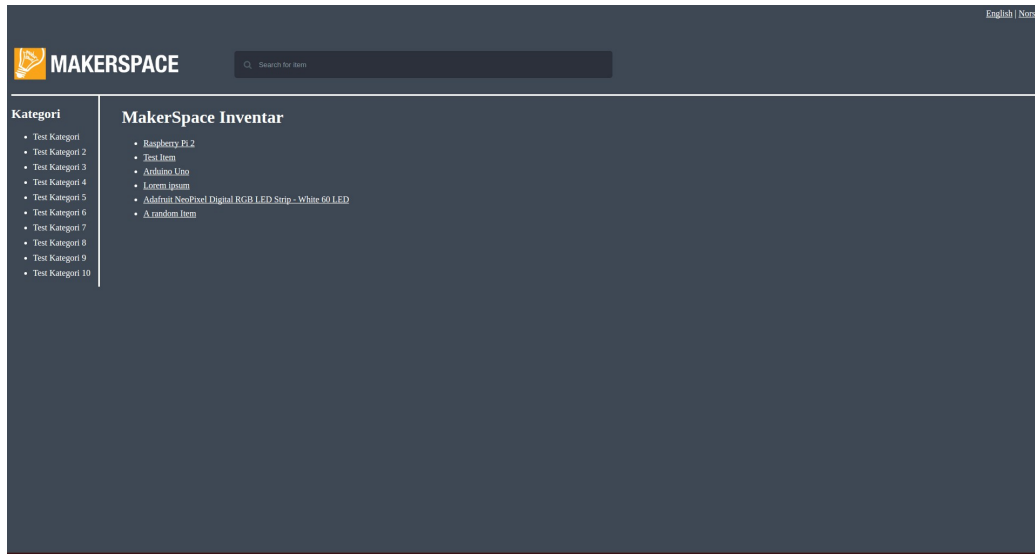 English | Nors
MAKERSPACE
Search for item
Kategori
Test Kategori
Test Kategori 2
Test Kategori 3
Test Kategori 4
Test Kategori 5
Test Kategori 6
Test Kategori 7
Test Kategori 8
Test Kategori 9
Test Kategori 10
MakerSpace Inventar
Raspberry Pi 2
Test Item
Arduino Uno
Lorem ipsum
Adafruit NeoPixel Digital RGB LED Strip - White 60 LED
A random Item